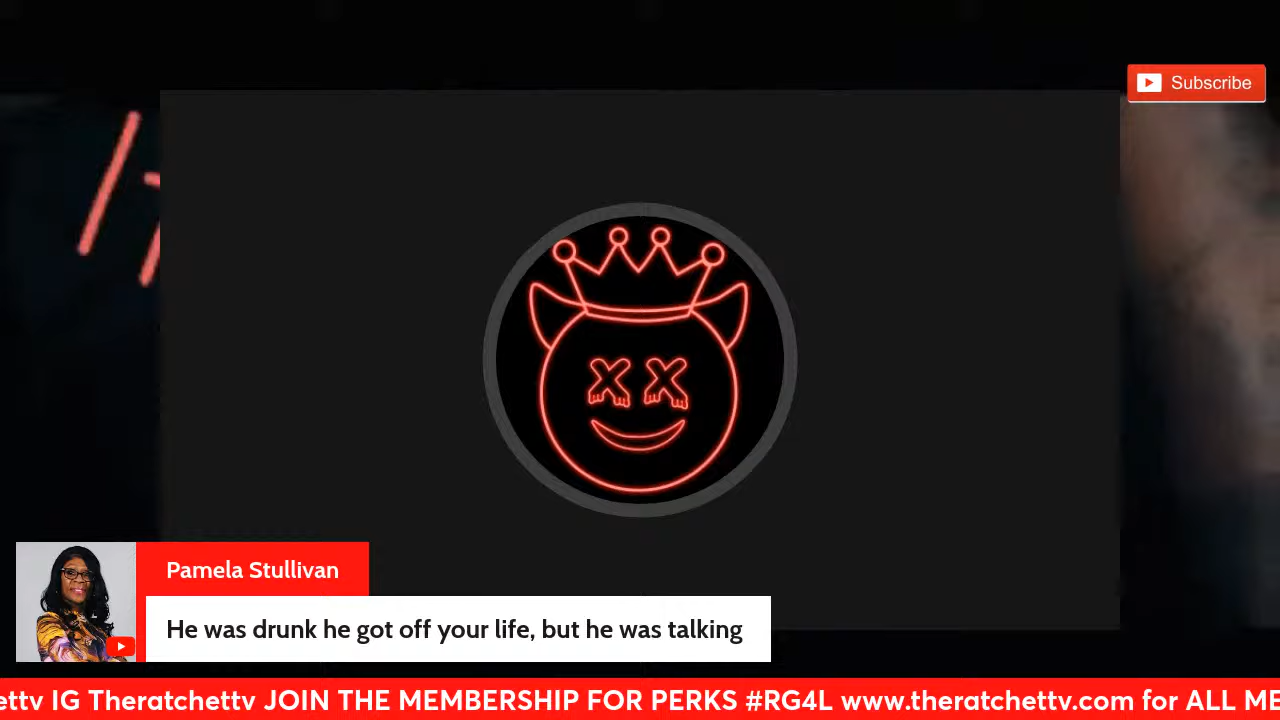 Subscribe
Pamela Stullivan
He was drunk he got off your life, but he was talking
ettv IG Theratchettv JOIN THE MEMBERSHIP FOR PERKS #RG4L www.theratchettv.com for ALL ME